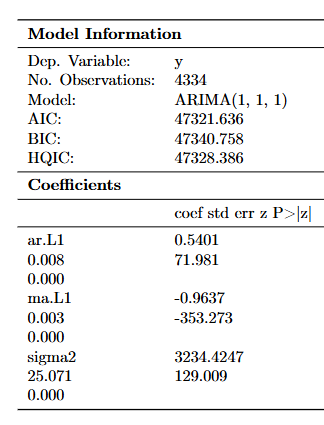 Model Information
Dep. Variable: y
No. Observations: 4334
Model: ARIMA(1, 1, 1)
AIC: 47321.636
BIC: 47340.758
HQIC: 47328.386
Coefficients
coef std err z P>|z|
ar.L1 0.5401
0.008 71.981
0.000
ma.L1 -0.9637
0.003 -353.273
0.000
sigma2 3234.4247
25.071 129.009
0.000